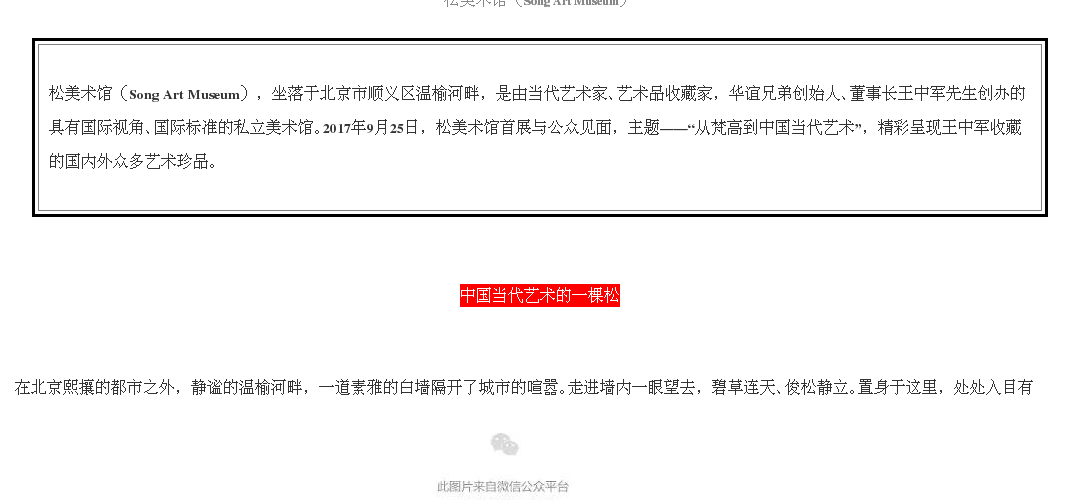 松美术馆（Song Art Museum）
松美术馆（Song Art Museum），坐落于北京市顺义区温榆河畔，是由当代艺术家、艺术品收藏家，华谊兄弟创始人、董事长王中军先生创办的
具有国际视角、国际标准的私立美术馆。2017年9月25日，松美术馆首展与公众见面，主题——“从梵高到中国当代艺术”，精彩呈现王中军收藏
的国内外众多艺术珍品。
中国当代艺术的一棵松
在北京熙攘的都市之外，静谧的温榆河畔，一道素雅的白墙隔开了城市的喧嚣。走进墙内一眼望去，碧草连天、俊松静立。置身于这里，处处入目有
此图片来自微信公众平台